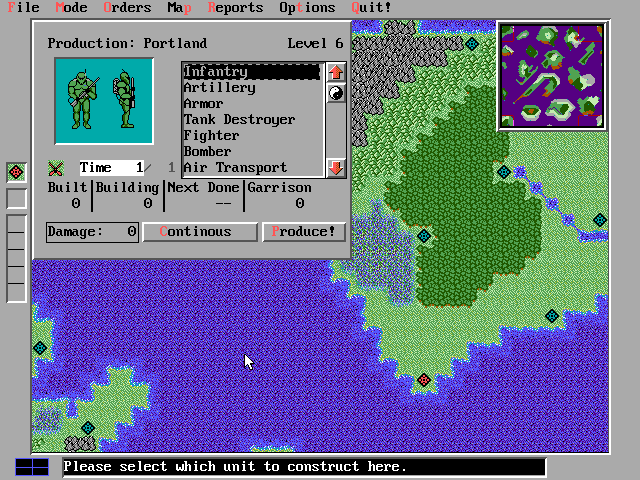 File Mode Orders Map Reports Options Quit!
Production: Portland Level 6
Infantry
Artillery
Armor
Tank Destroyer
Fighter
Bomber
Air Transport
Time 1/ 1
Built Building Next Done Garrison
0 0 -- 0
Damage: 0 Continous Produce!
Please select which unit to construct here.